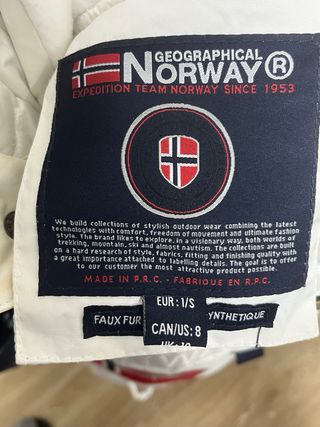 GEOGRAPHICAL
NORWAY®
EXPEDITION TEAM NORWAY SINCE 1953
We build collections of stylish outdoor wear combining the latest
technologies with comfort, freedom of movement and ultimate fashion
style. The brand likes to explore, in a visionary way, both worlds of
trekking, mountain, ski and almost nautism. The collections are built
on a hard research of style, fabrics, fitting and finishing quality with
a great importance attached to labelling details. The goal is to offer
to our customer the most attractive product possible.
MADE IN P.R.C. - FABRIQUE EN R.P.C.
EUR: 1/S
FAUX FUR
CAN/US: 8